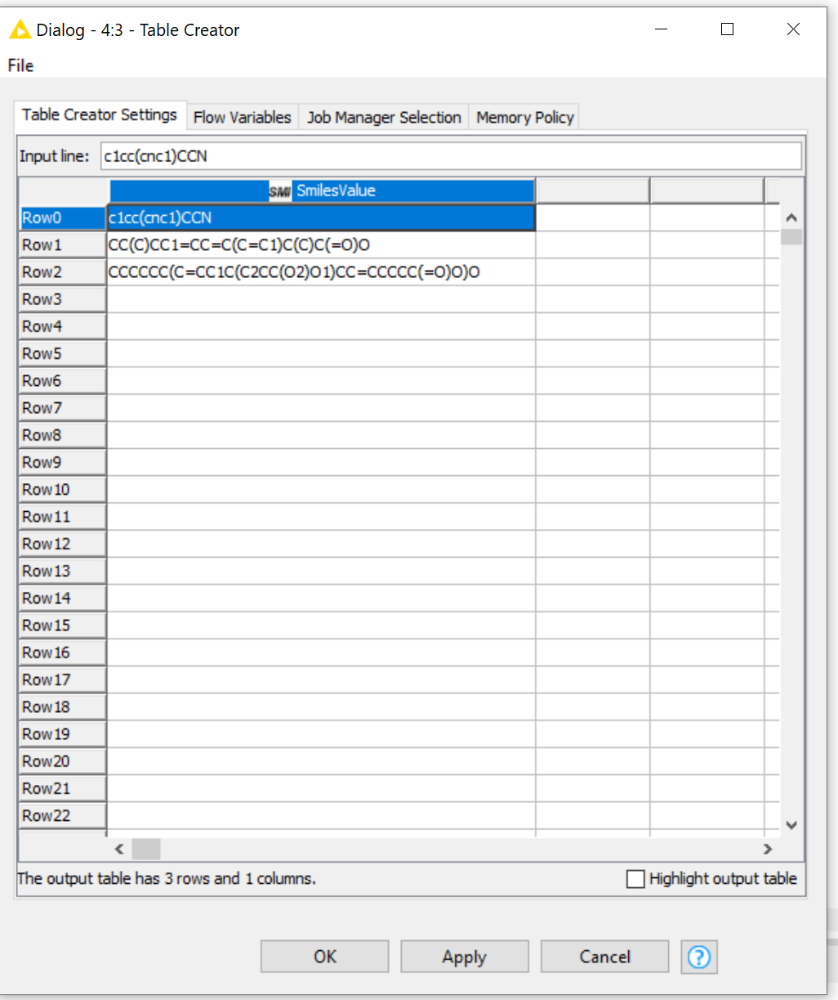 Dialog - 4:3 - Table Creator
File
Table Creator Settings Flow Variables Job Manager Selection Memory Policy
Input line: c1cc(cnc1)CCN
SMI SmilesValue
Row0 c1cc(cnc1)CCN
Row1 CC(C)CC1=CC=C(C=C1)C(C)C(=O)O
Row2 CCCCCC(C=CC1C(C2CC(O2)O1)CC=CCCCC(=O)O)O
Row3
Row4
Row5
Row6
Row7
Row8
Row9
Row10
Row11
Row12
Row13
Row14
Row15
Row16
Row17
Row18
Row19
Row20
Row21
Row22
The output table has 3 rows and 1 columns. Highlight output table
OK Apply Cancel ?